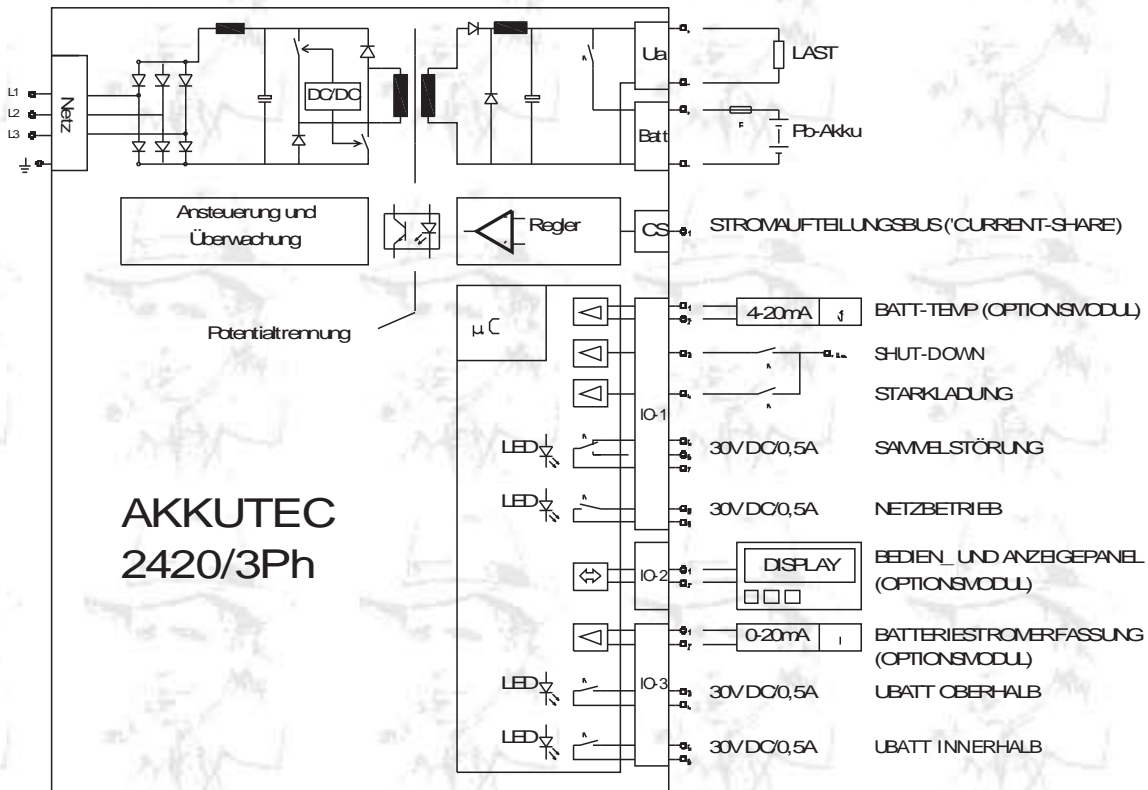 Ua
LAST
L1
Netz
DC/DC
L2
L3
Batt
F
Pb-Akku
Ansteuerung und
Überwachung
Regler
CS
STROMAUFTEILUNGSBUS ('CURRENT-SHARE')
Potentialtrennung
µC
4-20mA
BATT-TEMP (OPTIONSMODUL)
SHUT-DOWN
STARKLADUNG
IO-1
LED
30V DC/0,5A
SAMMELSTÖRUNG
LED
30V DC/0,5A
NETZBETRIEB
AKKUTEC
2420/3Ph
IO-2
DISPLAY
BEDIEN_ UND ANZEIGEPANEL
(OPTIONSMODUL)
0-20mA
I
BATTERIESTROMERFASSUNG
(OPTIONSMODUL)
LED
IO-3
30V DC/0,5A
UBATT OBERHALB
LED
30V DC/0,5A
UBATT INNERHALB